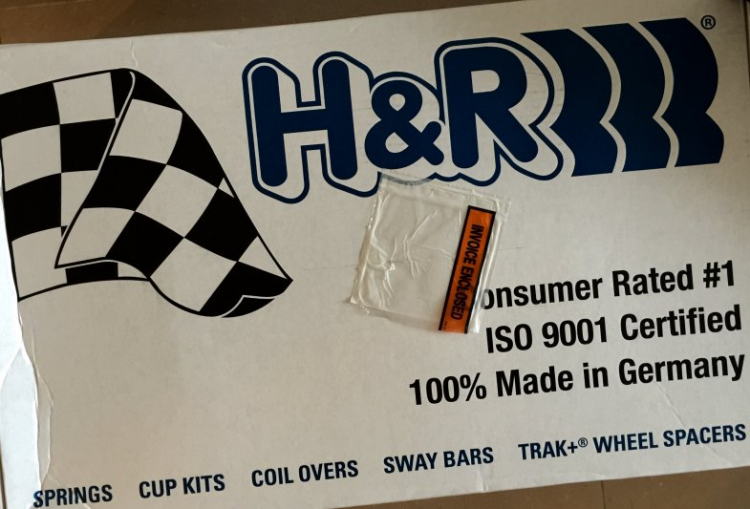 H&R®
INVOICE ENCLOSED
onsumer Rated #1
ISO 9001 Certified
100% Made in Germany
SPRINGS CUP KITS COIL OVERS SWAY BARS TRAK+® WHEEL SPACERS